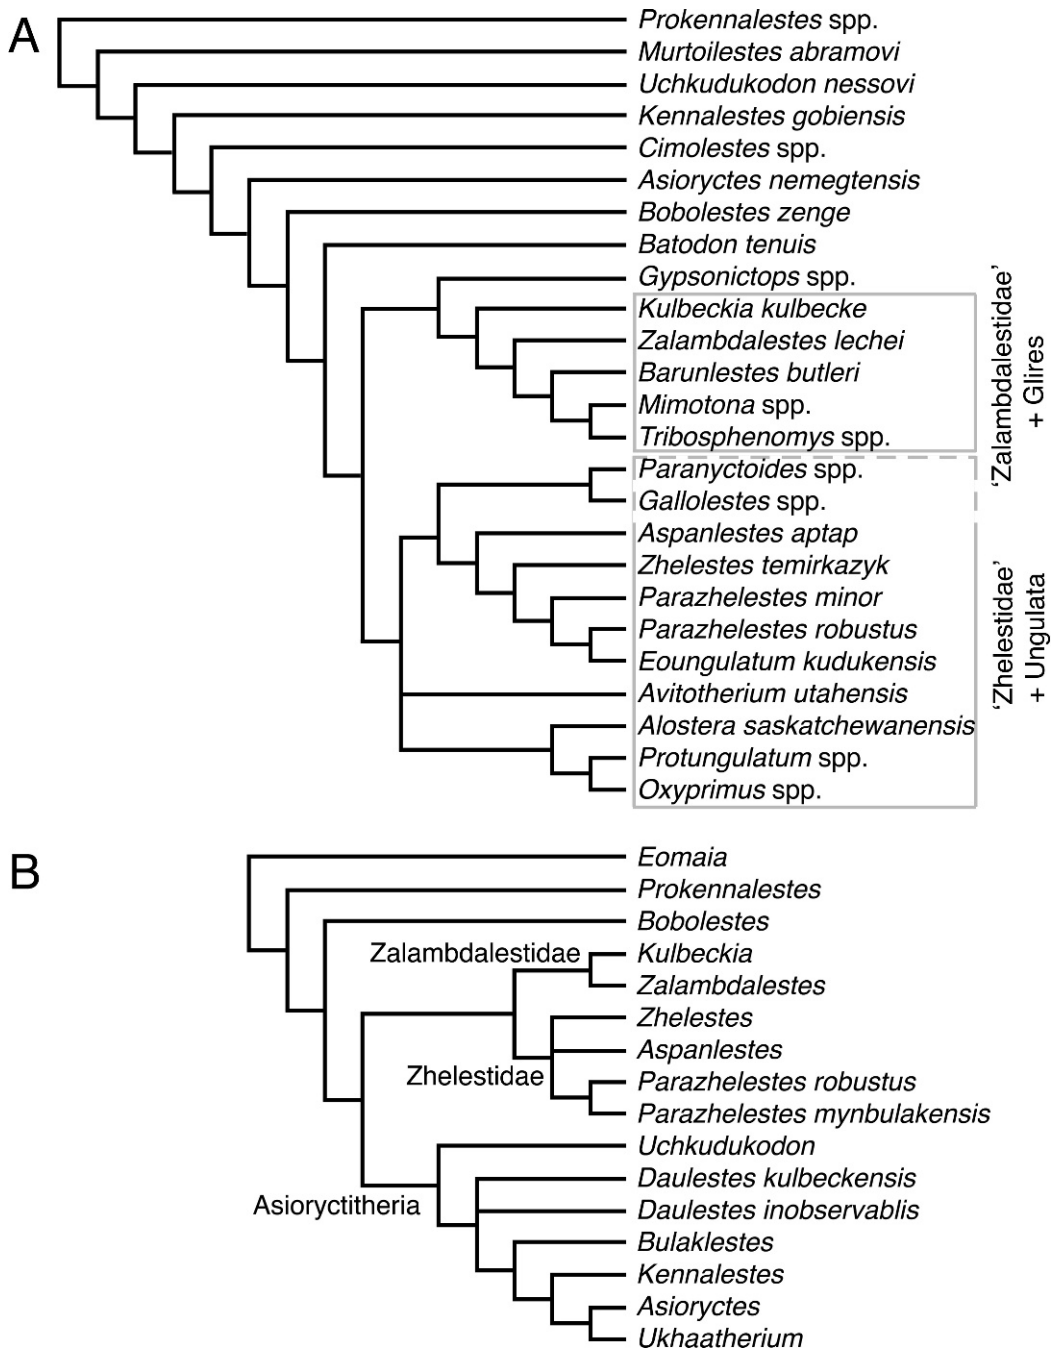 A
Prokennalestes spp.
Murtoilestes abramovi
Uchkudukodon nessovi
Kennalestes gobiensis
Cimolestes spp.
Asioryctes nemegtensis
Bobolestes zenge
Batodon tenuis
Gypsonictops spp.
Kulbeckia kulbecke
Zalambdalestes lechei
Barunlestes butleri
Mimotona spp.
Tribosphenomys spp.
'Zalambdalestidae'
+ Glires
Paranyctoides spp.
Gallolestes spp.
Aspanlestes aptap
Zhelestes temirkazyk
Parazhelestes minor
Parazhelestes robustus
Eoungulatum kudukensis
Avitotherium utahensis
Alostera saskatchewanensis
Protungulatum spp.
Oxyprimus spp.
'Zhelestidae'
+ Ungulata
B
Eomaia
Prokennalestes
Bobolestes
Zalambdalestidae
Kulbeckia
Zalambdalestes
Zhelestes
Aspanlestes
Zhelestidae
Parazhelestes robustus
Parazhelestes mynbulakensis
Uchkudukodon
Daulestes kulbeckensis
Asioryctitheria
Daulestes inobservablis
Bulaklestes
Kennalestes
Asioryctes
Ukhaatherium